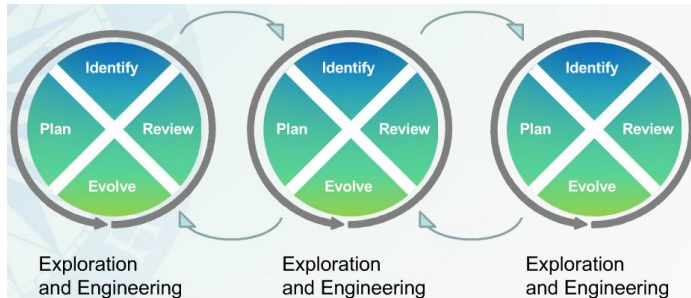 Identify
Plan
Review
Evolve
Exploration
and Engineering
Identify
Plan
Review
Evolve
Exploration
and Engineering
Identify
Plan
Review
Evolve
Exploration
and Engineering